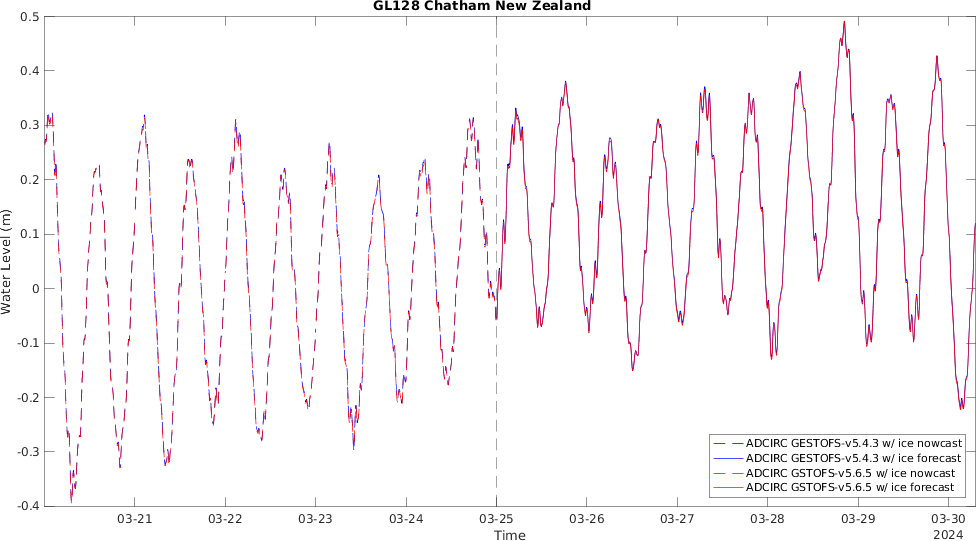 GL128 Chatham New Zealand
0.5
0.4
0.3
0.2
0.1
0
-0.1
-0.2
-0.3
-0.4
Water Level (m)
ADCIRC GESTOFS-v5.4.3 w/ ice nowcast
ADCIRC GESTOFS-v5.4.3 w/ ice forecast
ADCIRC GSTOFS-v5.6.5 w/ ice nowcast
ADCIRC GSTOFS-v5.6.5 w/ ice forecast
03-21 03-22 03-23 03-24 03-25 03-26 03-27 03-28 03-29 03-30
2024
Time